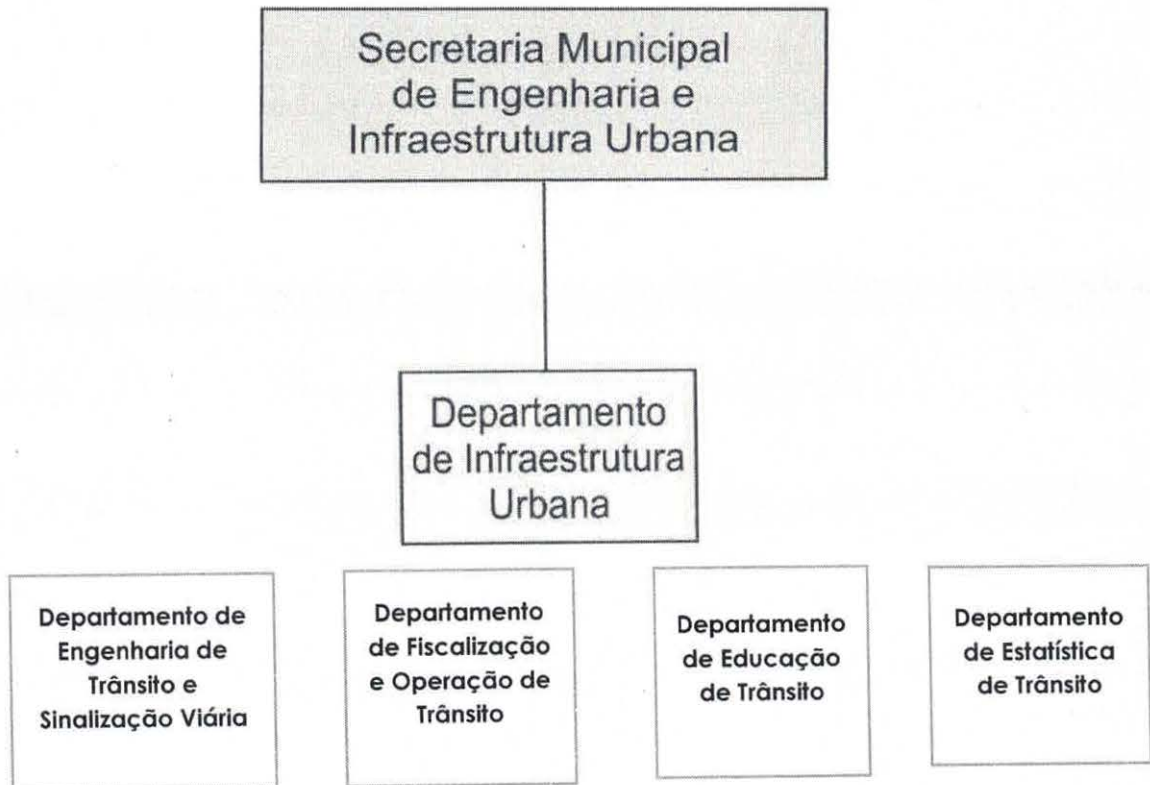 Secretaria Municipal
de Engenharia e
Infraestrutura Urbana
Departamento
de Infraestrutura
Urbana
Departamento de
Engenharia de
Trânsito e
Sinalização Viária
Departamento
de Fiscalização
e Operação de
Trânsito
Departamento
de Educação
de Trânsito
Departamento
de Estatística
de Trânsito